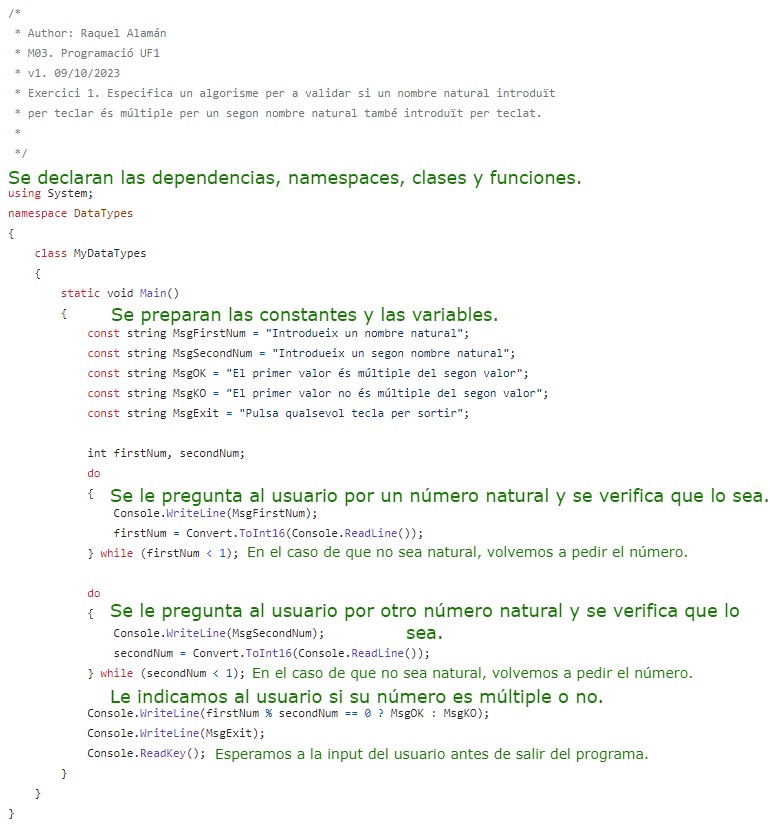 /*
 * Author: Raquel Alamán
 * M03. Programació UF1
 * v1. 09/10/2023
 * Exercici 1. Especifica un algorisme per a validar si un nombre natural introduït
 * per teclar és múltiple per un segon nombre natural també introduït per teclat.
 *
 */
Se declaran las dependencias, namespaces, clases y funciones.
using System;
namespace DataTypes
{
    class MyDataTypes
    {
        static void Main()
        { Se preparan las constantes y las variables.
            const string MsgFirstNum = "Introdueix un nombre natural";
            const string MsgSecondNum = "Introdueix un segon nombre natural";
            const string MsgOK = "El primer valor és múltiple del segon valor";
            const string MsgKO = "El primer valor no és múltiple del segon valor";
            const string MsgExit = "Pulsa qualsevol tecla per sortir";

            int firstNum, secondNum;
            do
            { Se le pregunta al usuario por un número natural y se verifica que lo sea.
                Console.WriteLine(MsgFirstNum);
                firstNum = Convert.ToInt16(Console.ReadLine());
            } while (firstNum < 1); En el caso de que no sea natural, volvemos a pedir el número.

            do
            { Se le pregunta al usuario por otro número natural y se verifica que lo
sea.
                Console.WriteLine(MsgSecondNum);
                secondNum = Convert.ToInt16(Console.ReadLine());
            } while (secondNum < 1); En el caso de que no sea natural, volvemos a pedir el número.
Le indicamos al usuario si su número es múltiple o no.
            Console.WriteLine(firstNum % secondNum == 0 ? MsgOK : MsgKO);
            Console.WriteLine(MsgExit);
            Console.ReadKey(); Esperamos a la input del usuario antes de salir del programa.
        }
    }
}